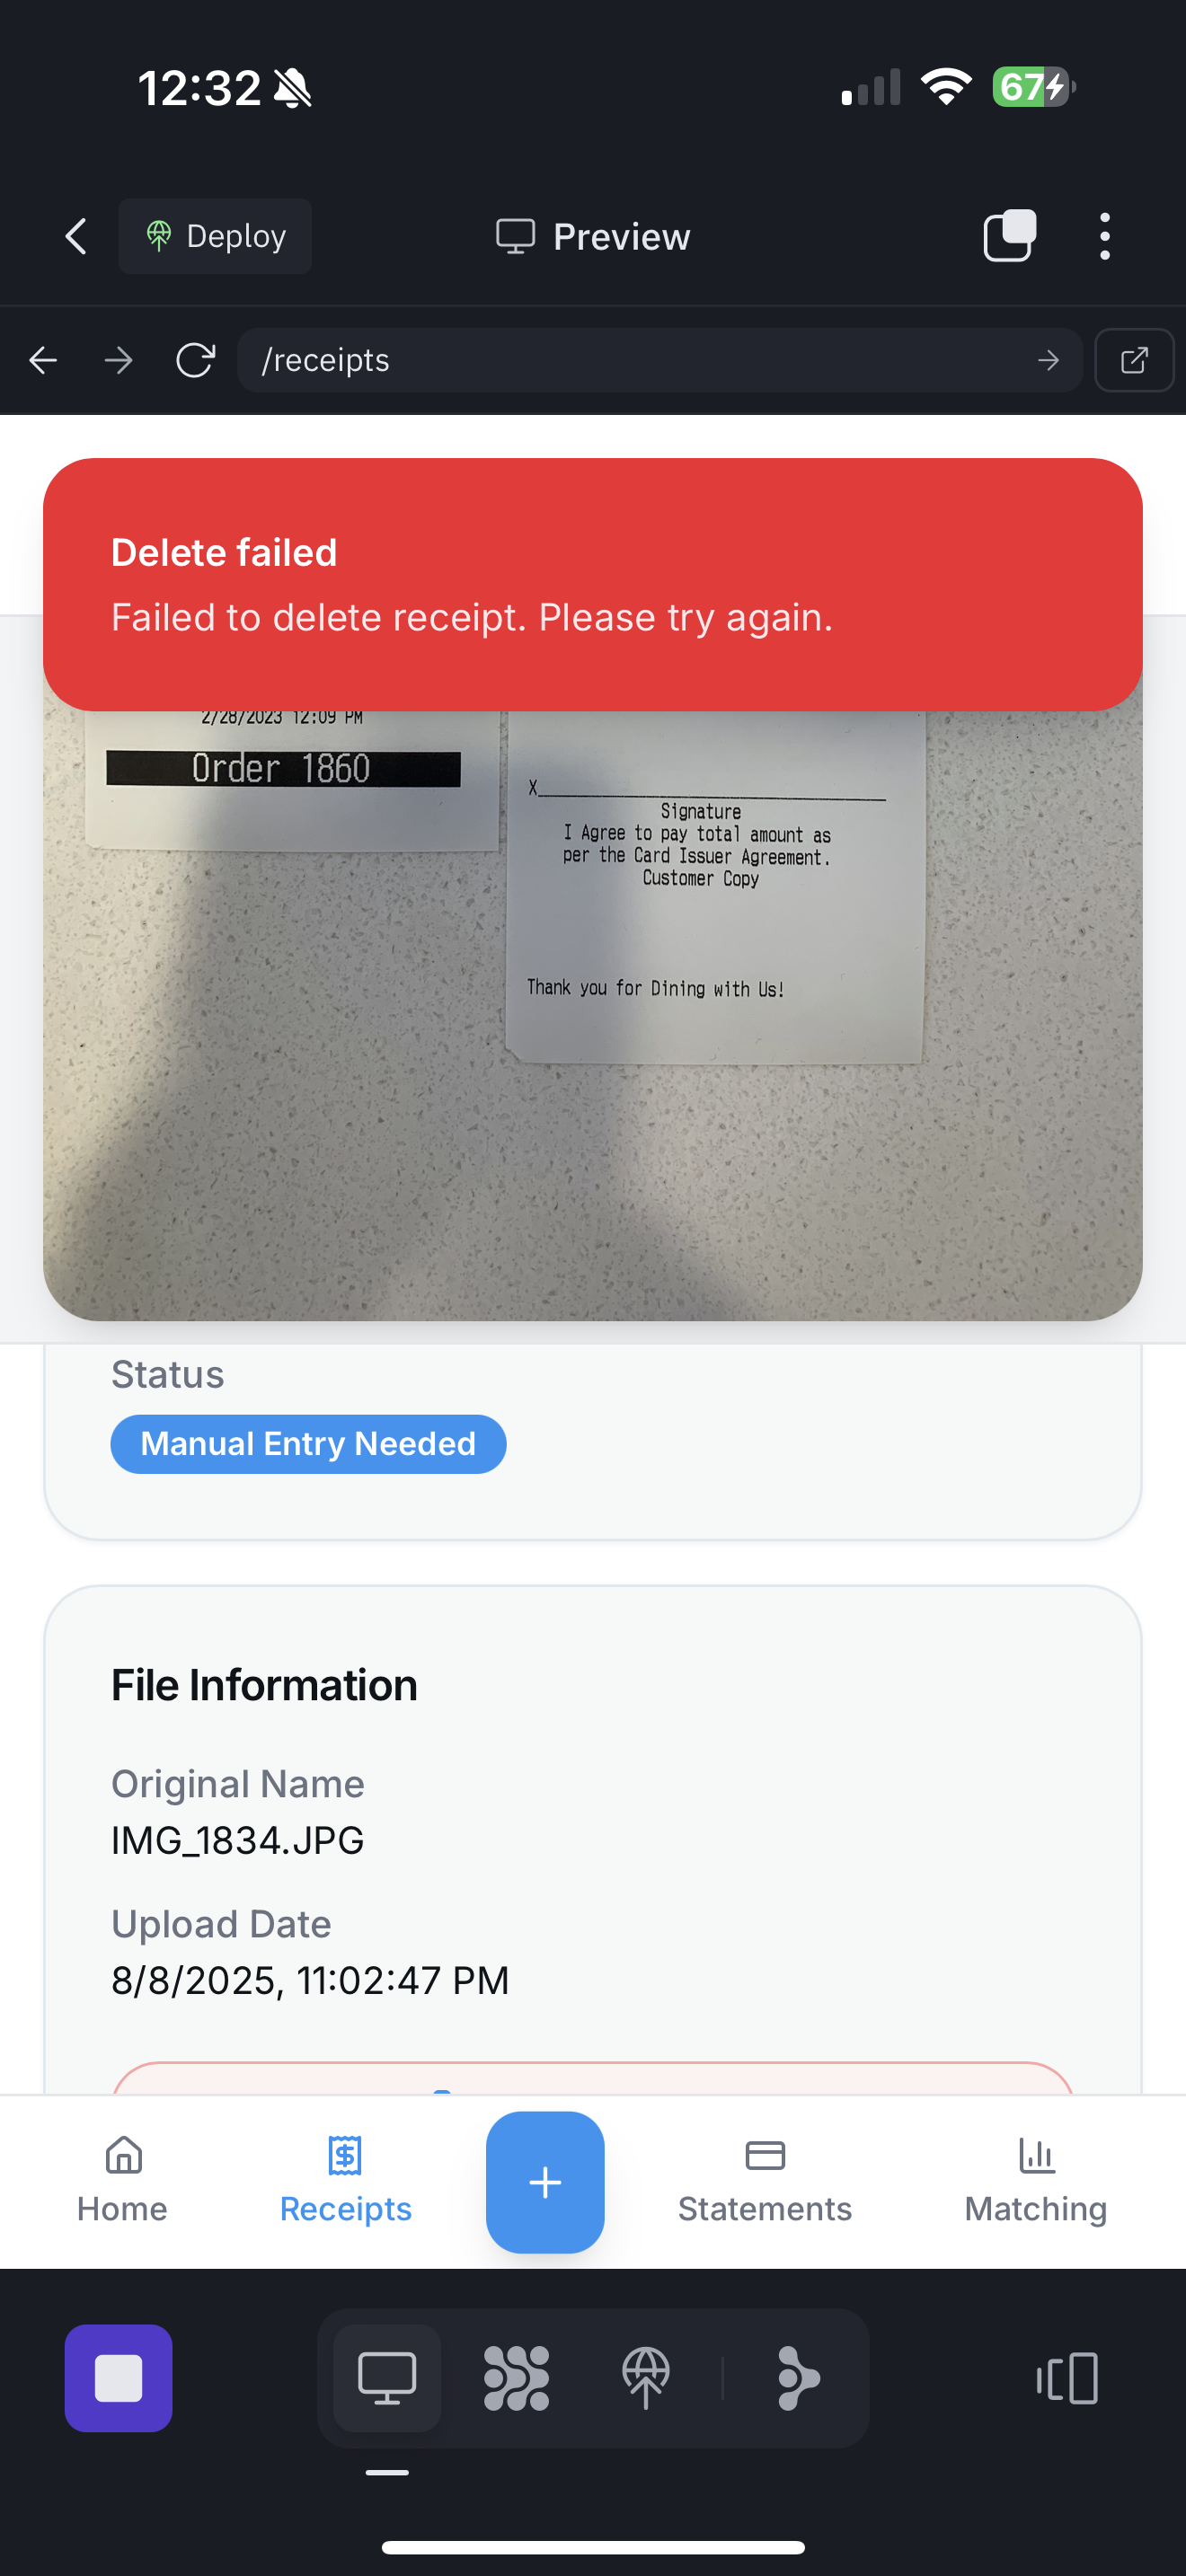 12:32
67
Deploy
Preview
/receipts
Delete failed
Failed to delete receipt. Please try again.
2/28/2023 12:09 PM
Order 1860
X
Signature
I Agree to pay total amount as
per the Card Issuer Agreement.
Customer Copy
Thank you for Dining with Us!
Status
Manual Entry Needed
File Information
Original Name
IMG_1834.JPG
Upload Date
8/8/2025, 11:02:47 PM
Home
Receipts
Statements
Matching